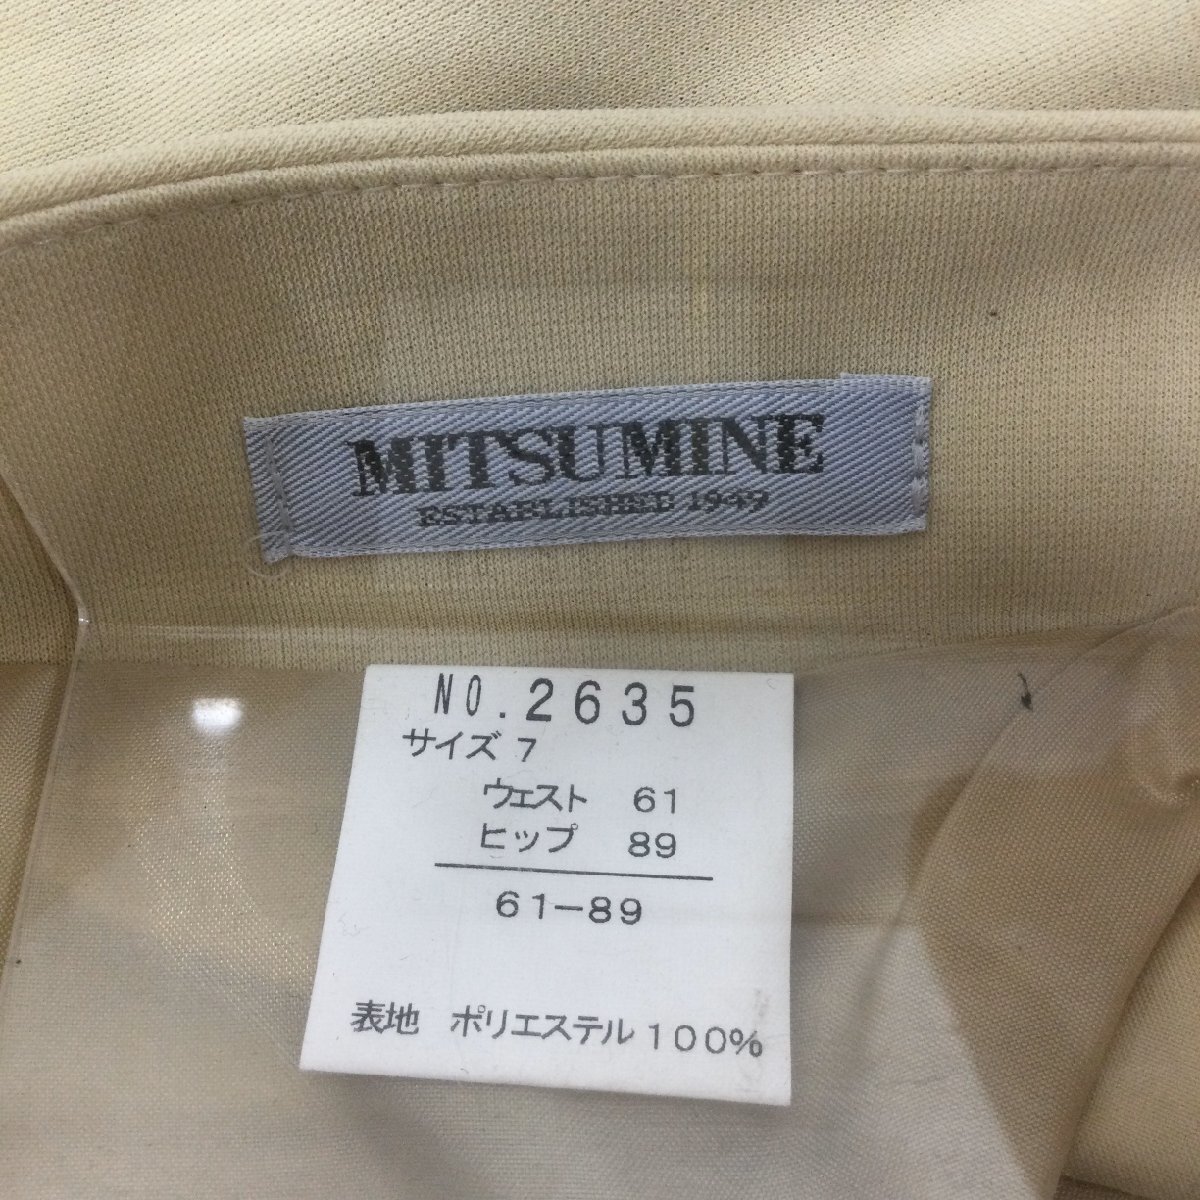 MITSUMINE
ESTABLISHED 1949
NO.2635
サイズ 7
ウェスト 61
ヒップ 89
61-89
表地 ポリエステル100%